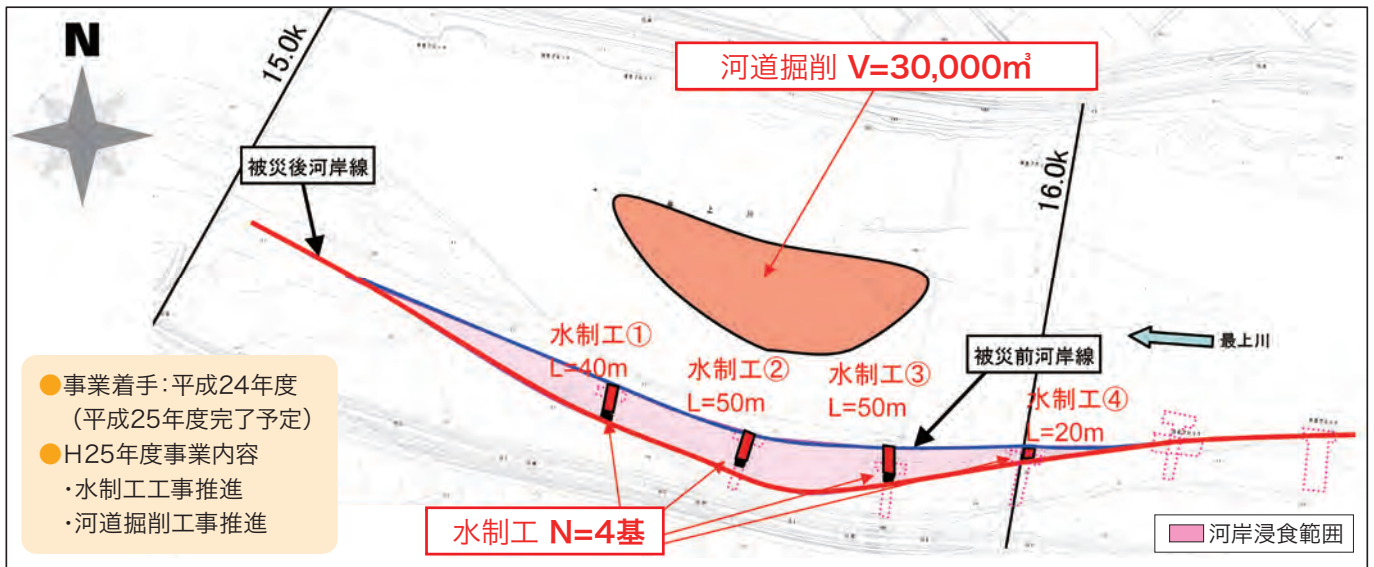 N
15.0k
河道掘削 V=30,000㎥
被災後河岸線
16.0k
最上川
水制工①
L=40m
水制工②
L=50m
水制工③
L=50m
被災前河岸線
最上川
水制工④
L=20m
●事業着手:平成24年度
(平成25年度完了予定)
●H25年度事業内容
・水制工工事推進
・河道掘削工事推進
水制工 N=4基
河岸浸食範囲